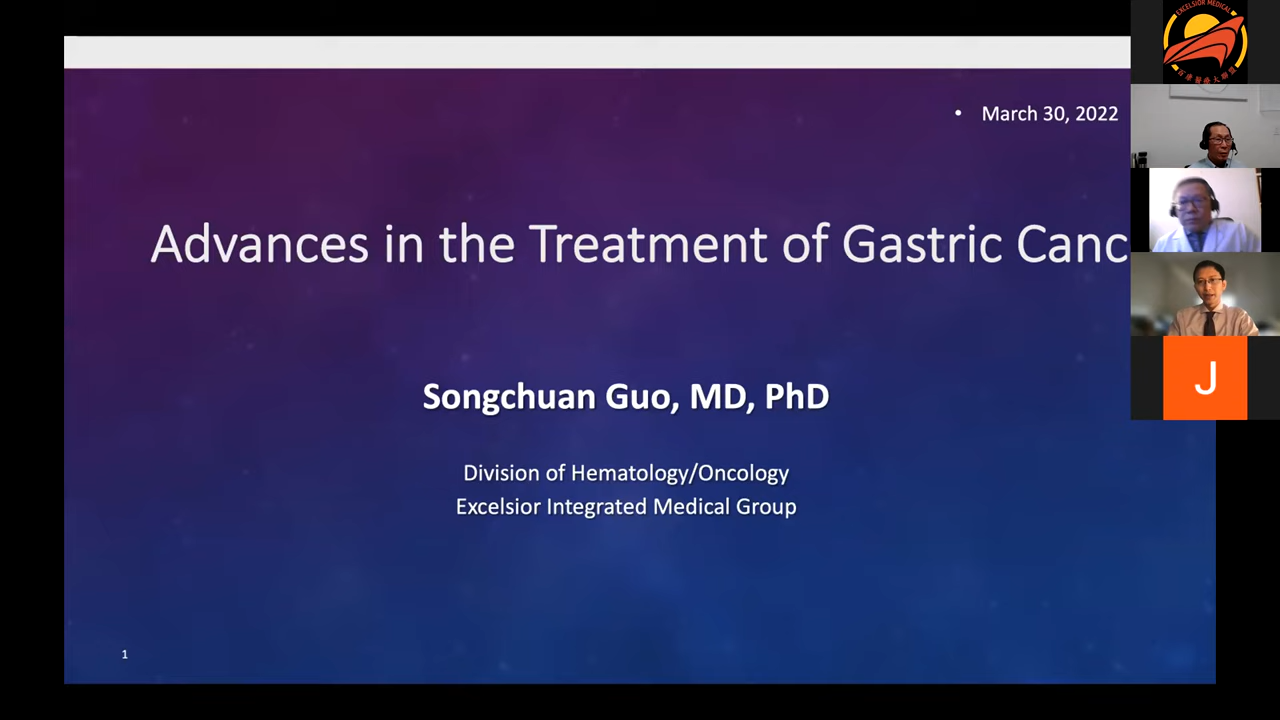 • March 30, 2022
Advances in the Treatment of Gastric Canc
Songchuan Guo, MD, PhD
Division of Hematology/Oncology
Excelsior Integrated Medical Group
1
EXCELSIOR MEDICAL
J